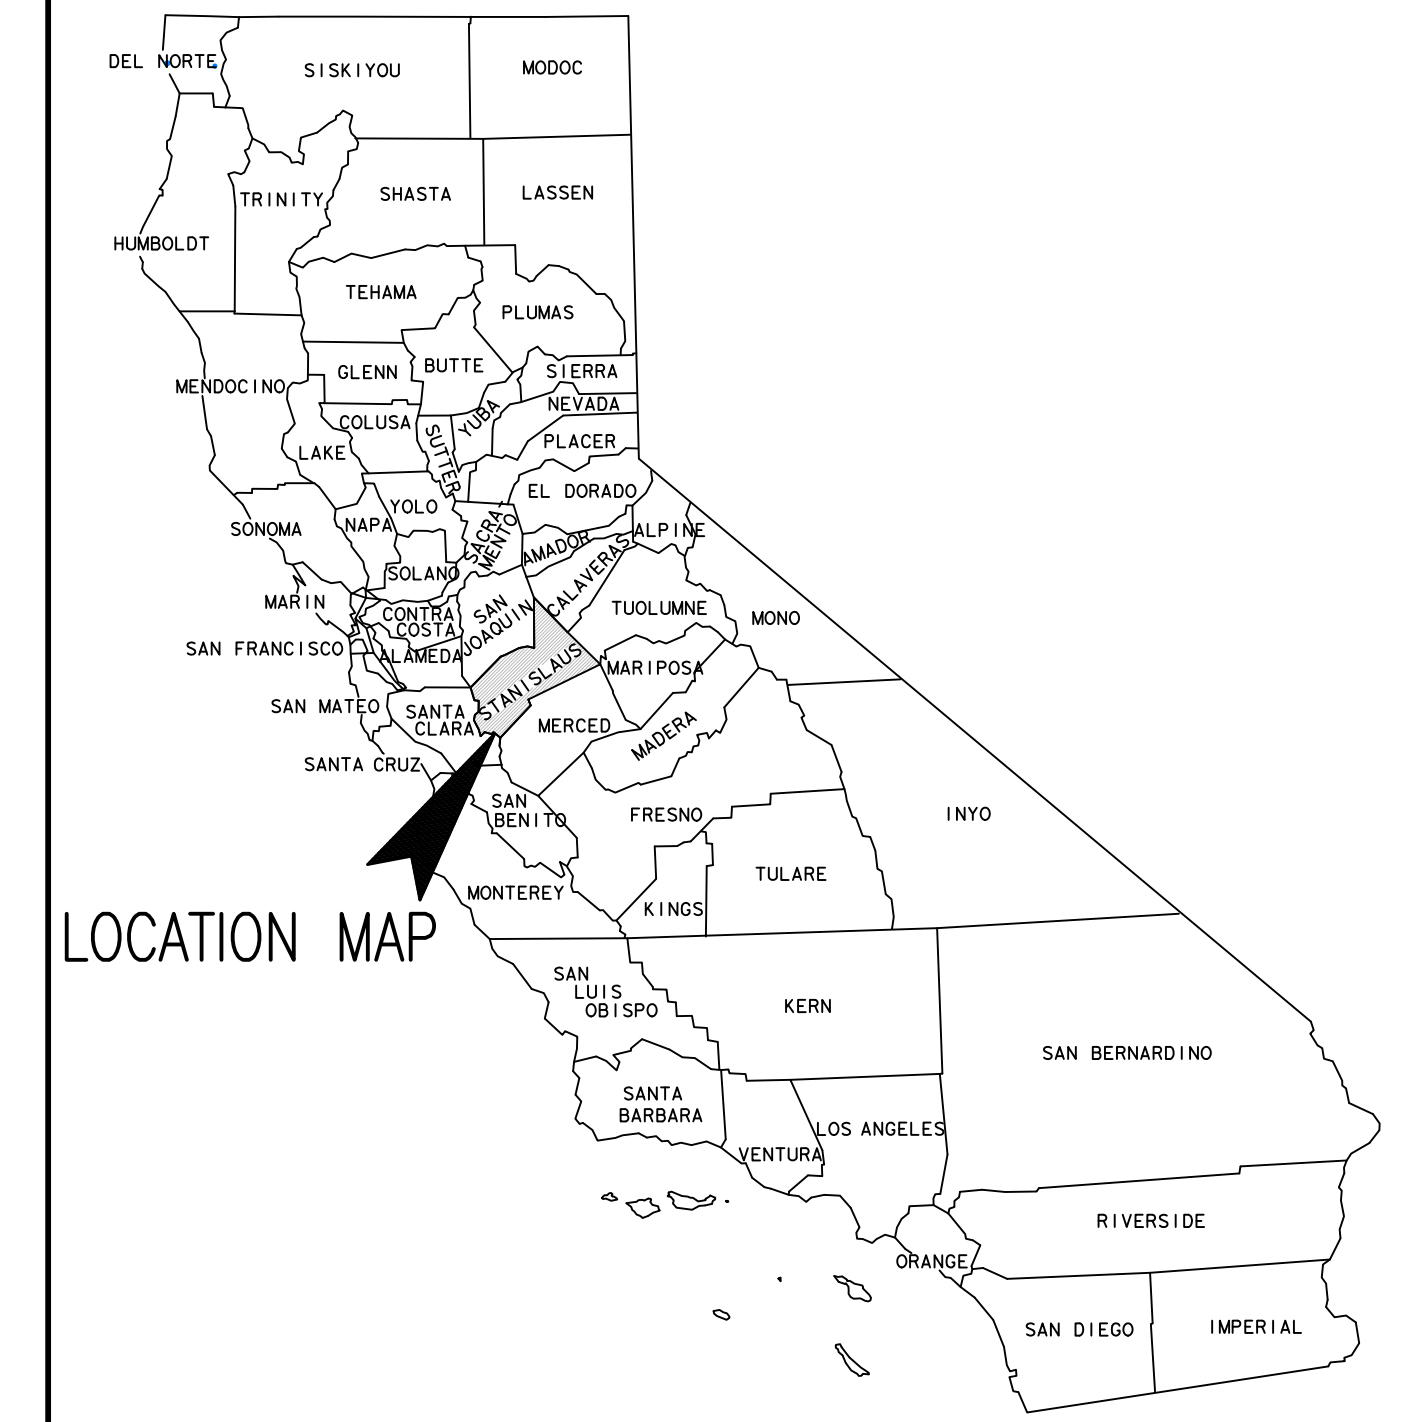 DEL NORTE
SISKIYOU
MODOC
TRINITY
SHASTA
LASSEN
HUMBOLDT
TEHAMA
PLUMAS
MENDOCINO
GLENN
BUTTE
SIERRA
NEVADA
COLUSA
YUBA
SUTTER
PLACER
LAKE
EL DORADO
YOLO
SONOMA
NAPA
SACRA-
MENTO
ALPINE
AMADOR
SOLANO
CALAVERAS
MARIN
CONTRA
COSTA
SAN
JOAQUIN
TUOLUMNE
MONO
SAN FRANCISCO
ALAMEDA
STANISLAUS
MARIPOSA
SAN MATEO
SANTA
CLARA
MERCED
MADERA
SANTA CRUZ
SAN
BENITO
FRESNO
INYO
TULARE
MONTEREY
KINGS
LOCATION MAP
SAN
LUIS
OBISPO
KERN
SAN BERNARDINO
SANTA
BARBARA
LOS ANGELES
VENTURA
RIVERSIDE
ORANGE
SAN DIEGO
IMPERIAL